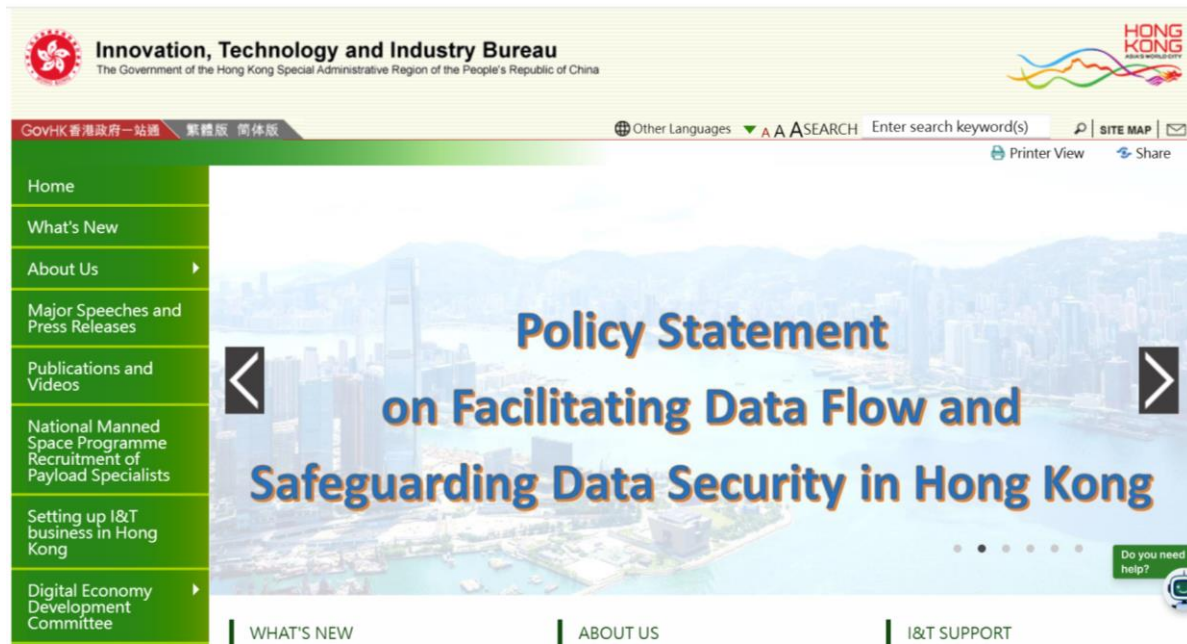 Innovation, Technology and Industry Bureau
The Government of the Hong Kong Special Administrative Region of the People's Republic of China
HONG
KONG
ASIA'S WORLD CITY
GovHK 香港政府一站通 繁體版 简体版
Other Languages A A A SEARCH Enter search keyword(s) SITE MAP
Printer View Share
Home
What's New
About Us
Major Speeches and
Press Releases
Publications and
Videos
National Manned
Space Programme
Recruitment of
Payload Specialists
Setting up I&T
business in Hong
Kong
Digital Economy
Development
Committee
Policy Statement
on Facilitating Data Flow and
Safeguarding Data Security in Hong Kong
Do you need
help?
WHAT'S NEW
ABOUT US
I&T SUPPORT